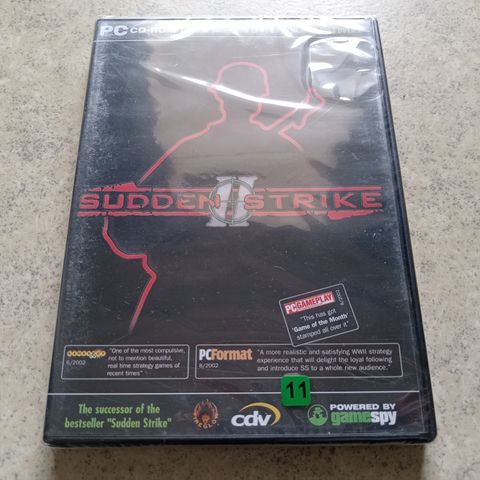 PC CD-ROM
SUDDEN II STRIKE
PC GAMEPLAY
"This has got
'Game of the Month'
stamped all over it"
6/2002
"One of the most compulsive,
not to mention beautiful,
real time strategy games of
recent times"
PCFormat
8/2002
"A more realistic and satisfying WWII strategy
experience that will delight the loyal following
and introduce SS to a whole new audience."
11
The successor of the
bestseller "Sudden Strike"
cdv
POWERED BY
gamespy